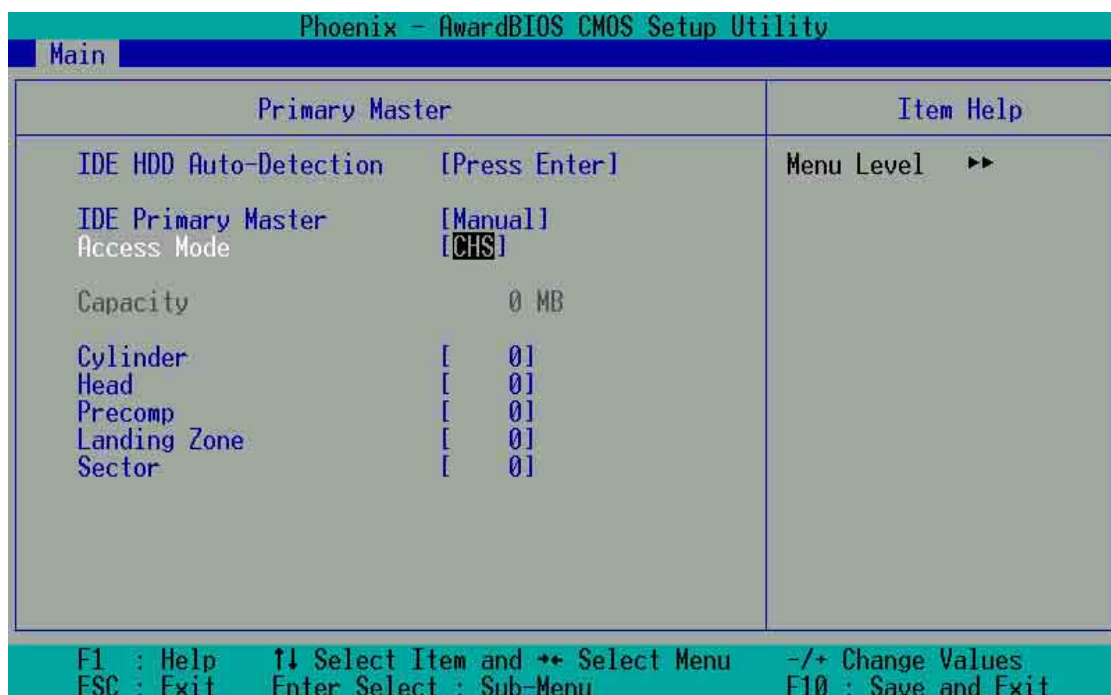 Phoenix - AwardBIOS CMOS Setup Utility
Main
Primary Master
Item Help
IDE HDD Auto-Detection [Press Enter]
Menu Level ►►
IDE Primary Master [Manual]
Access Mode [CHS]
Capacity 0 MB
Cylinder [ 0]
Head [ 0]
Precomp [ 0]
Landing Zone [ 0]
Sector [ 0]
F1 : Help ↑↓ Select Item and →← Select Menu -/+ Change Values
ESC : Exit Enter Select : Sub-Menu F10 : Save and Exit